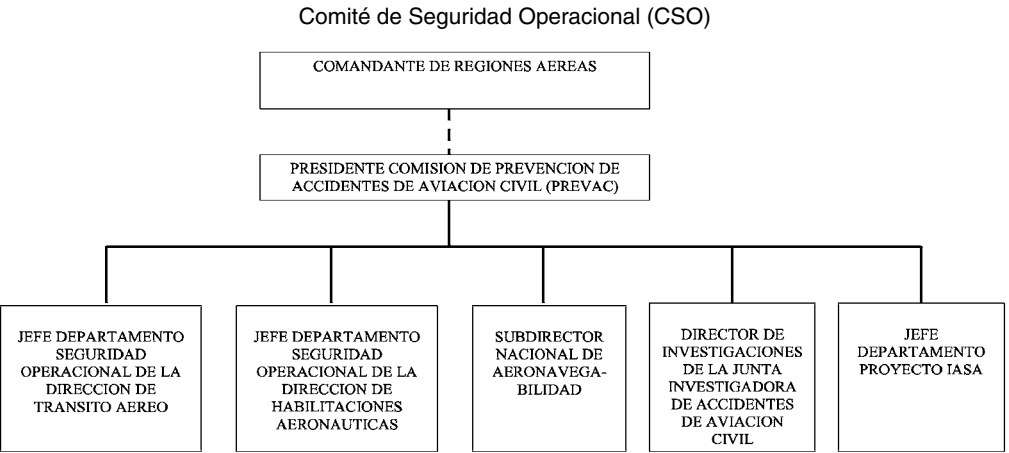 Comité de Seguridad Operacional (CSO)
COMANDANTE DE REGIONES AEREAS
PRESIDENTE COMISION DE PREVENCION DE
ACCIDENTES DE AVIACION CIVIL (PREVAC)
JEFE DEPARTAMENTO
SEGURIDAD
OPERACIONAL DE LA
DIRECCION DE
TRANSITO AEREO
JEFE DEPARTAMENTO
SEGURIDAD
OPERACIONAL DE LA
DIRECCION DE
HABILITACIONES
AERONAUTICAS
SUBDIRECTOR
NACIONAL DE
AERONAVEGA-
BILIDAD
DIRECTOR DE
INVESTIGACIONES
DE LA JUNTA
INVESTIGADORA
DE ACCIDENTES
DE AVIACION
CIVIL
JEFE
DEPARTAMENTO
PROYECTO IASA